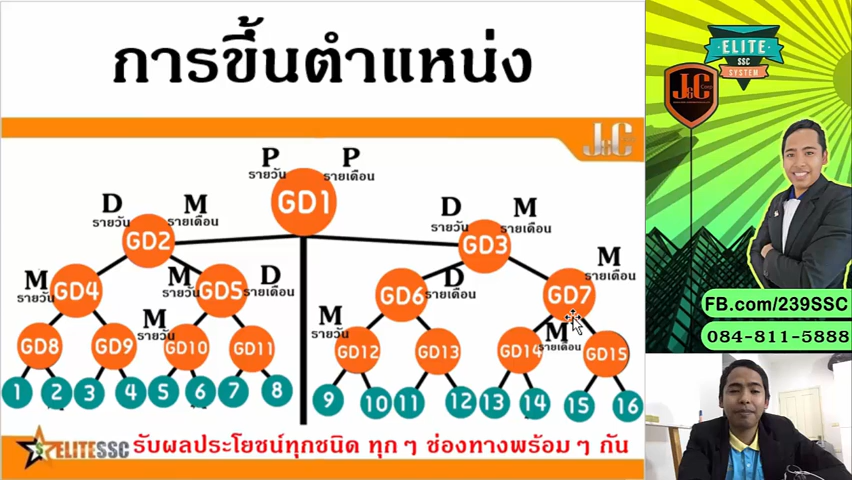 การขึ้นตำแหน่ง
J&C
P รายวัน
P รายเดือน
GD1
D รายวัน
M รายเดือน
GD2
D รายวัน
M รายเดือน
GD3
M รายวัน
GD4
M รายวัน
GD5
D รายเดือน
GD6
D รายเดือน
GD7
M รายเดือน
GD8
GD9
M รายวัน
GD10
GD11
M รายวัน
GD12
GD13
GD14
M รายเดือน
GD15
1 2 3 4 5 6 7 8 9 10 11 12 13 14 15 16
ELITESSC
รับผลประโยชน์ทุกชนิด ทุก ๆ ช่องทางพร้อม ๆ กัน
ELITE
SSC
SYSTEM
J&C Corp
FB.com/239SSC
084-811-5888